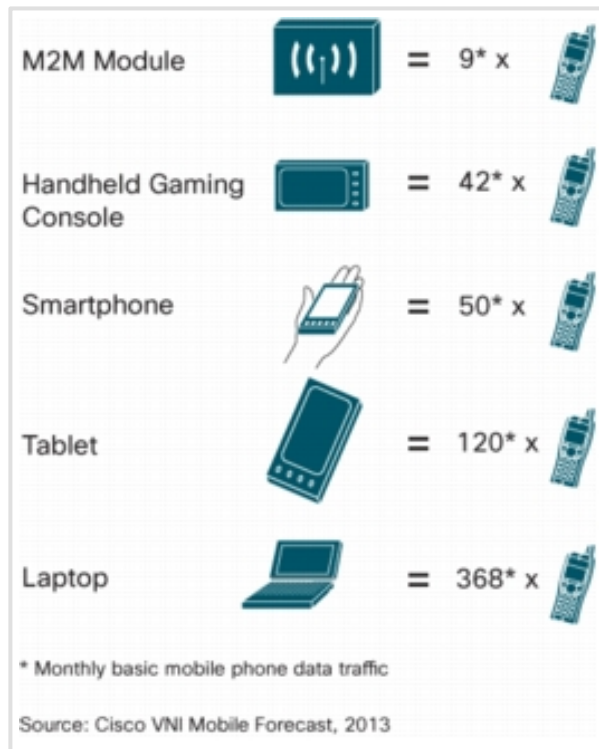 M2M Module = 9* x
Handheld Gaming
Console = 42* x
Smartphone = 50* x
Tablet = 120* x
Laptop = 368* x
* Monthly basic mobile phone data traffic
Source: Cisco VNI Mobile Forecast, 2013